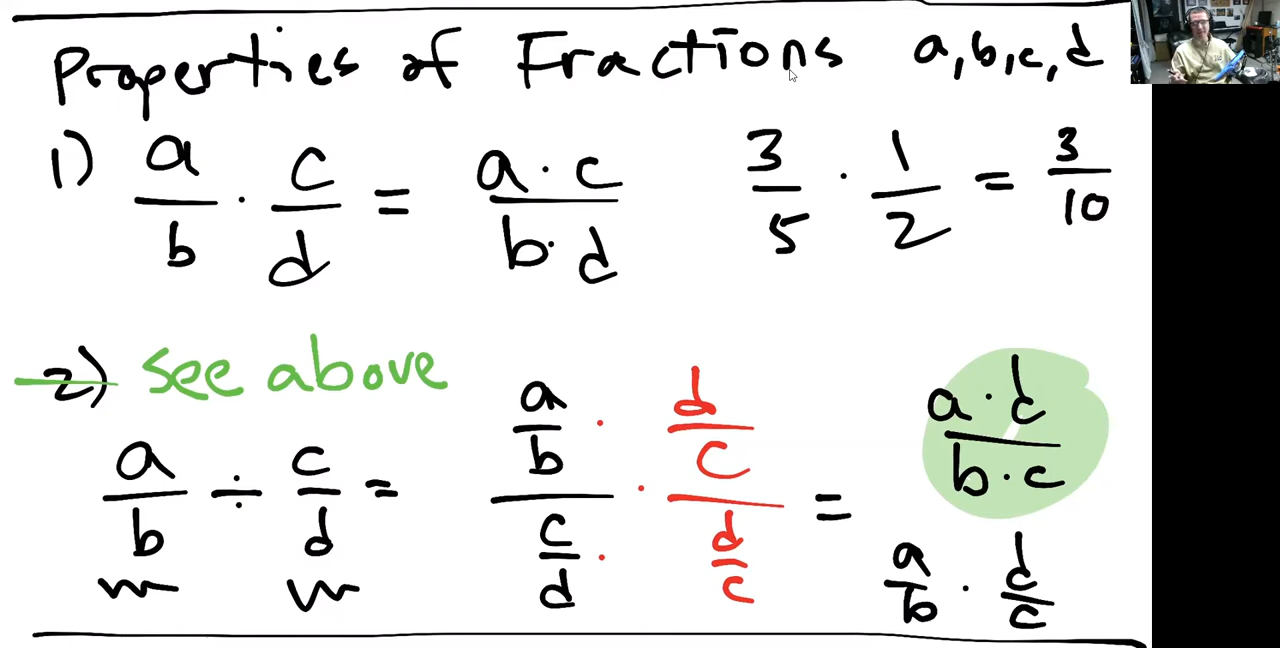 Properties of Fractions a, b, c, d
1) a/b · c/d = a · c / b · d
3/5 · 1/2 = 3/10
2) see above
a/b ÷ c/d = a/b · d/c / c/d · d/c = a · d / b · c
a/b · d/c